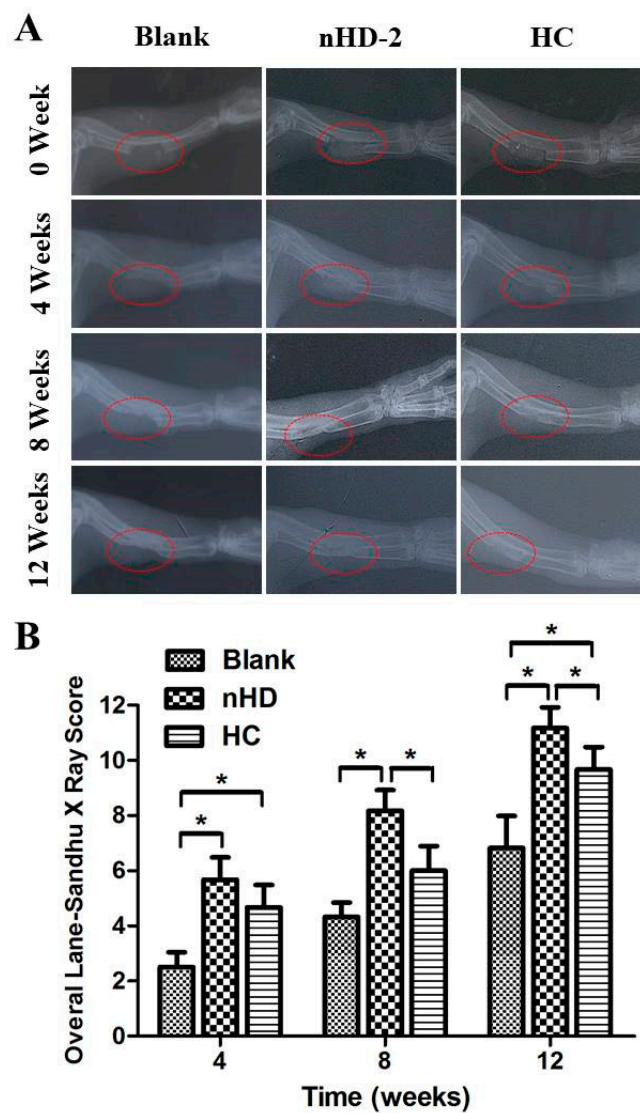 A
Blank nHD-2 HC
0 Week
4 Weeks
8 Weeks
12 Weeks
B
Blank
nHD
HC
Overal Lane-Sandhu X Ray Score
12
10
8
6
4
2
0
* *
* *
* * *
4 8 12
Time (weeks)